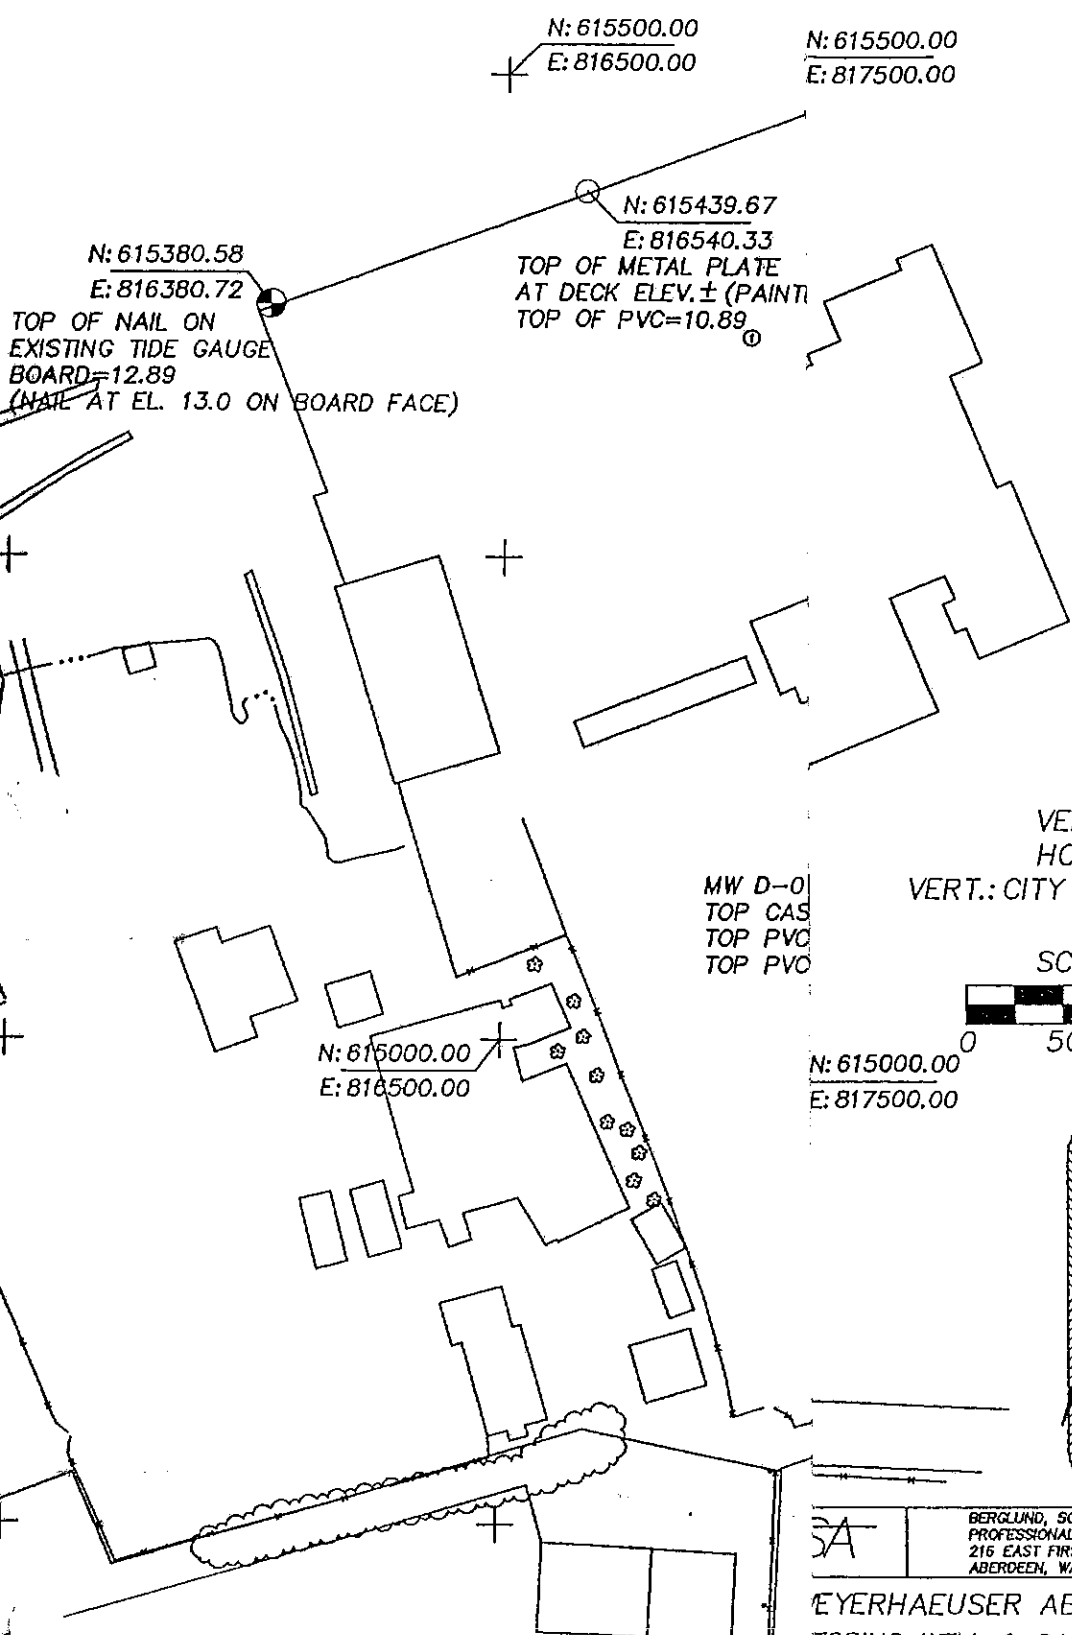 N: 615500.00
E: 816500.00
N: 615500.00
E: 817500.00
N: 615439.67
E: 816540.33
TOP OF METAL PLATE
AT DECK ELEV.± (PAINT
TOP OF PVC=10.89
1
N: 615380.58
E: 816380.72
TOP OF NAIL ON
EXISTING TIDE GAUGE
BOARD=12.89
(NAIL AT EL. 13.0 ON BOARD FACE)
MW D-0
TOP CAS
TOP PVC
TOP PVC
VE
HO
VERT.: CITY
SC
0 50
N: 615000.00
E: 816500.00
N: 615000.00
E: 817500.00
SA
BERGLUND, SC
PROFESSIONAL
216 EAST FIRS
ABERDEEN, WA
EYERHAEUSER AB